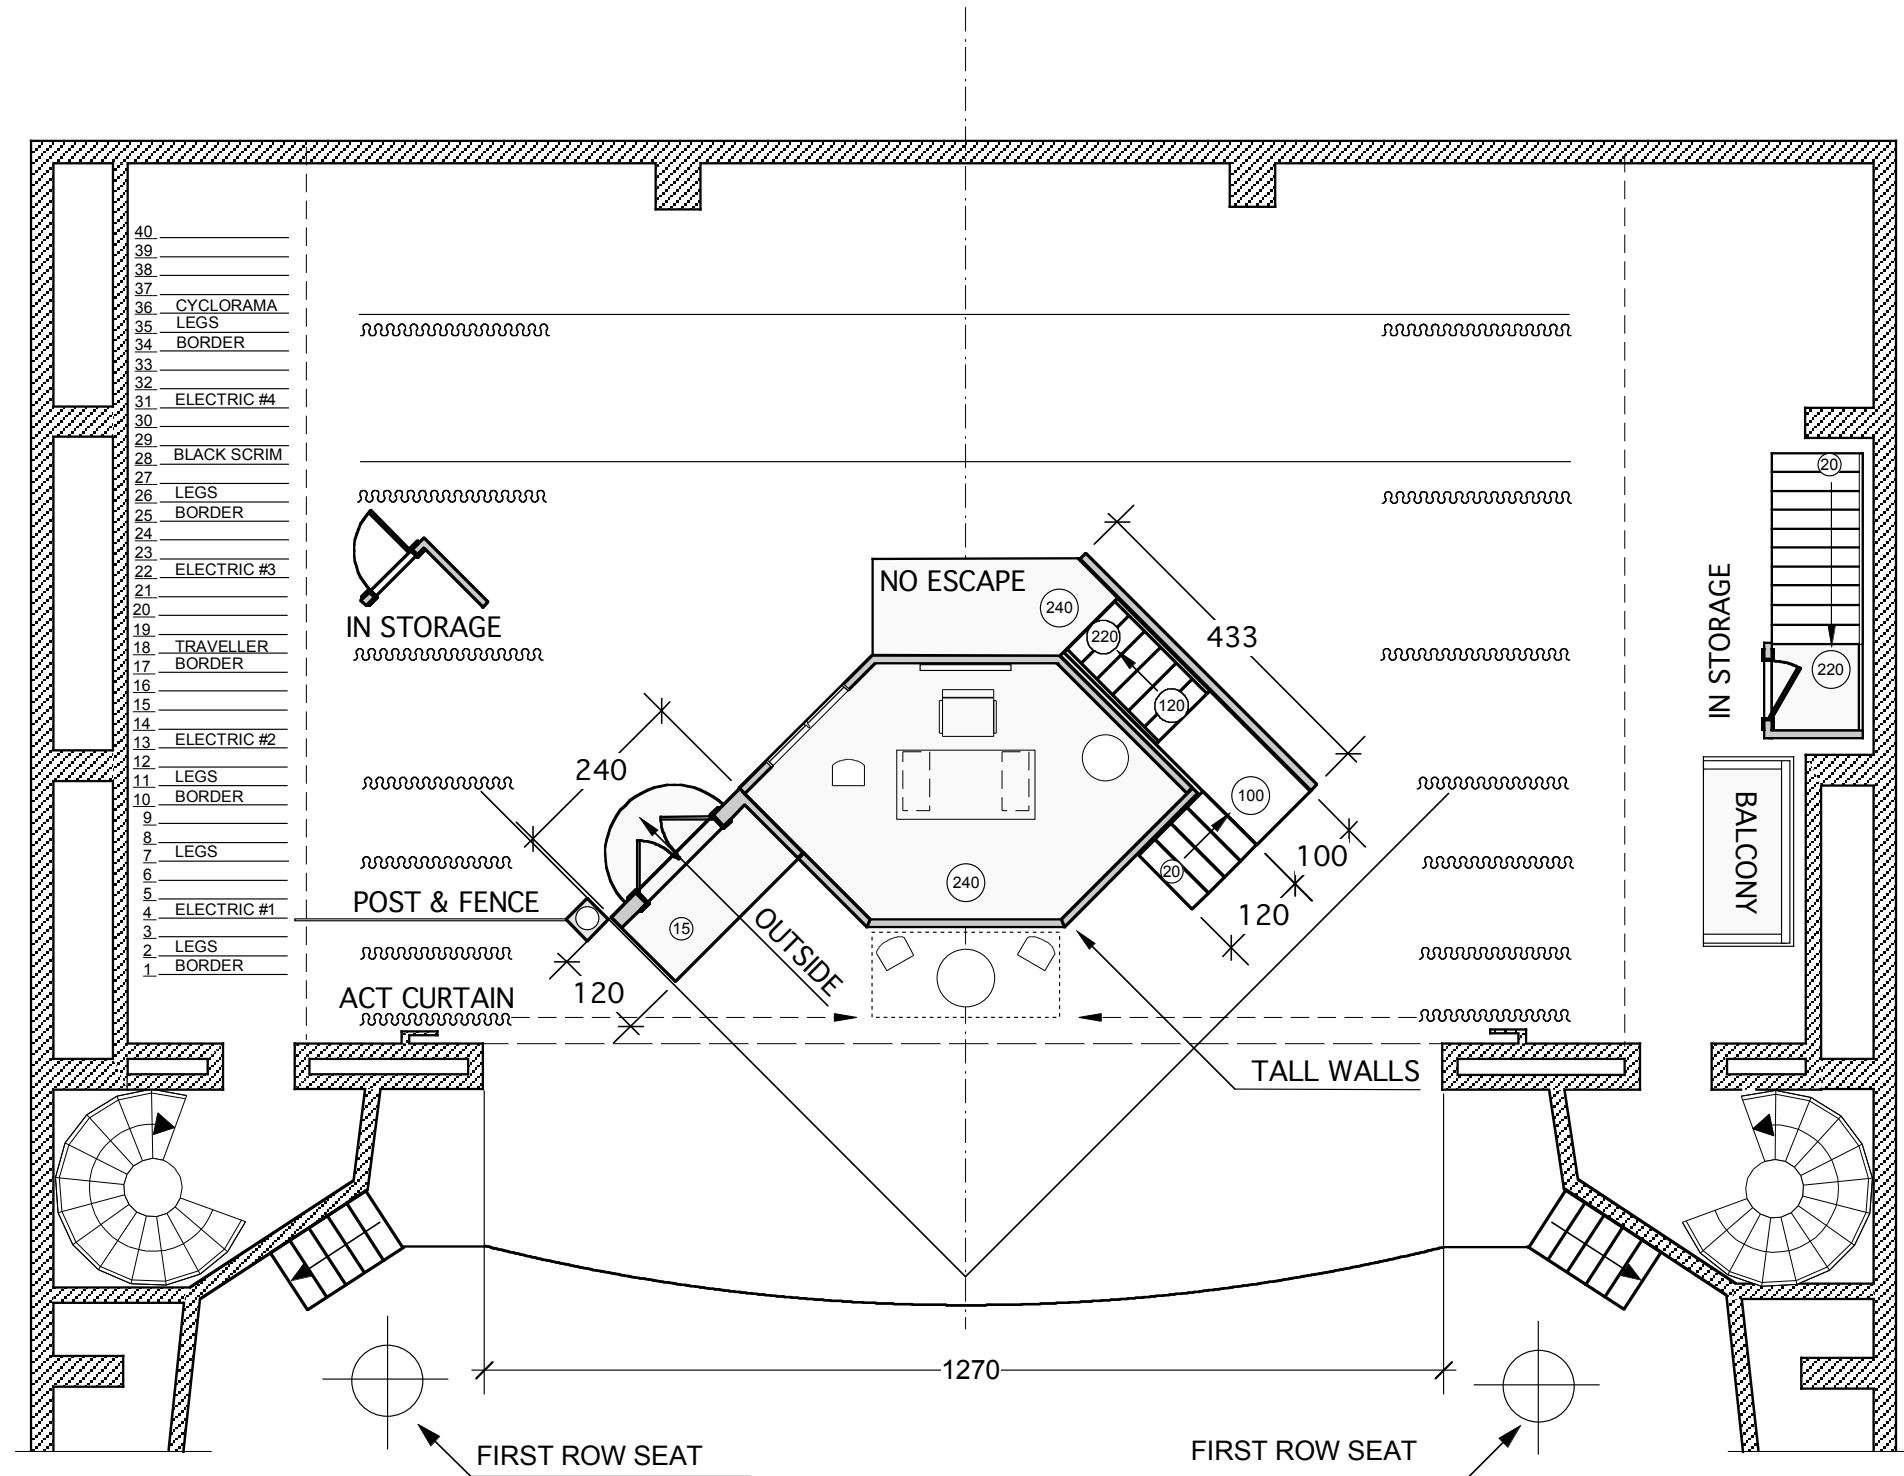 40
39
38
37
36 CYCLORAMA
35 LEGS
34 BORDER
33
32
31 ELECTRIC #4
30
29
28 BLACK SCRIM
27
26 LEGS
25 BORDER
24
23
22 ELECTRIC #3
21
20
19
18 TRAVELLER
17 BORDER
16
15
14
13 ELECTRIC #2
12
11 LEGS
10 BORDER
9
8
7 LEGS
6
5
4 ELECTRIC #1
3
2 LEGS
1 BORDER
IN STORAGE
POST & FENCE
ACT CURTAIN
240
120
15
OUTSIDE
NO ESCAPE
240
220
120
100
20
240
433
100
120
TALL WALLS
IN STORAGE
20
220
BALCONY
1270
FIRST ROW SEAT
FIRST ROW SEAT